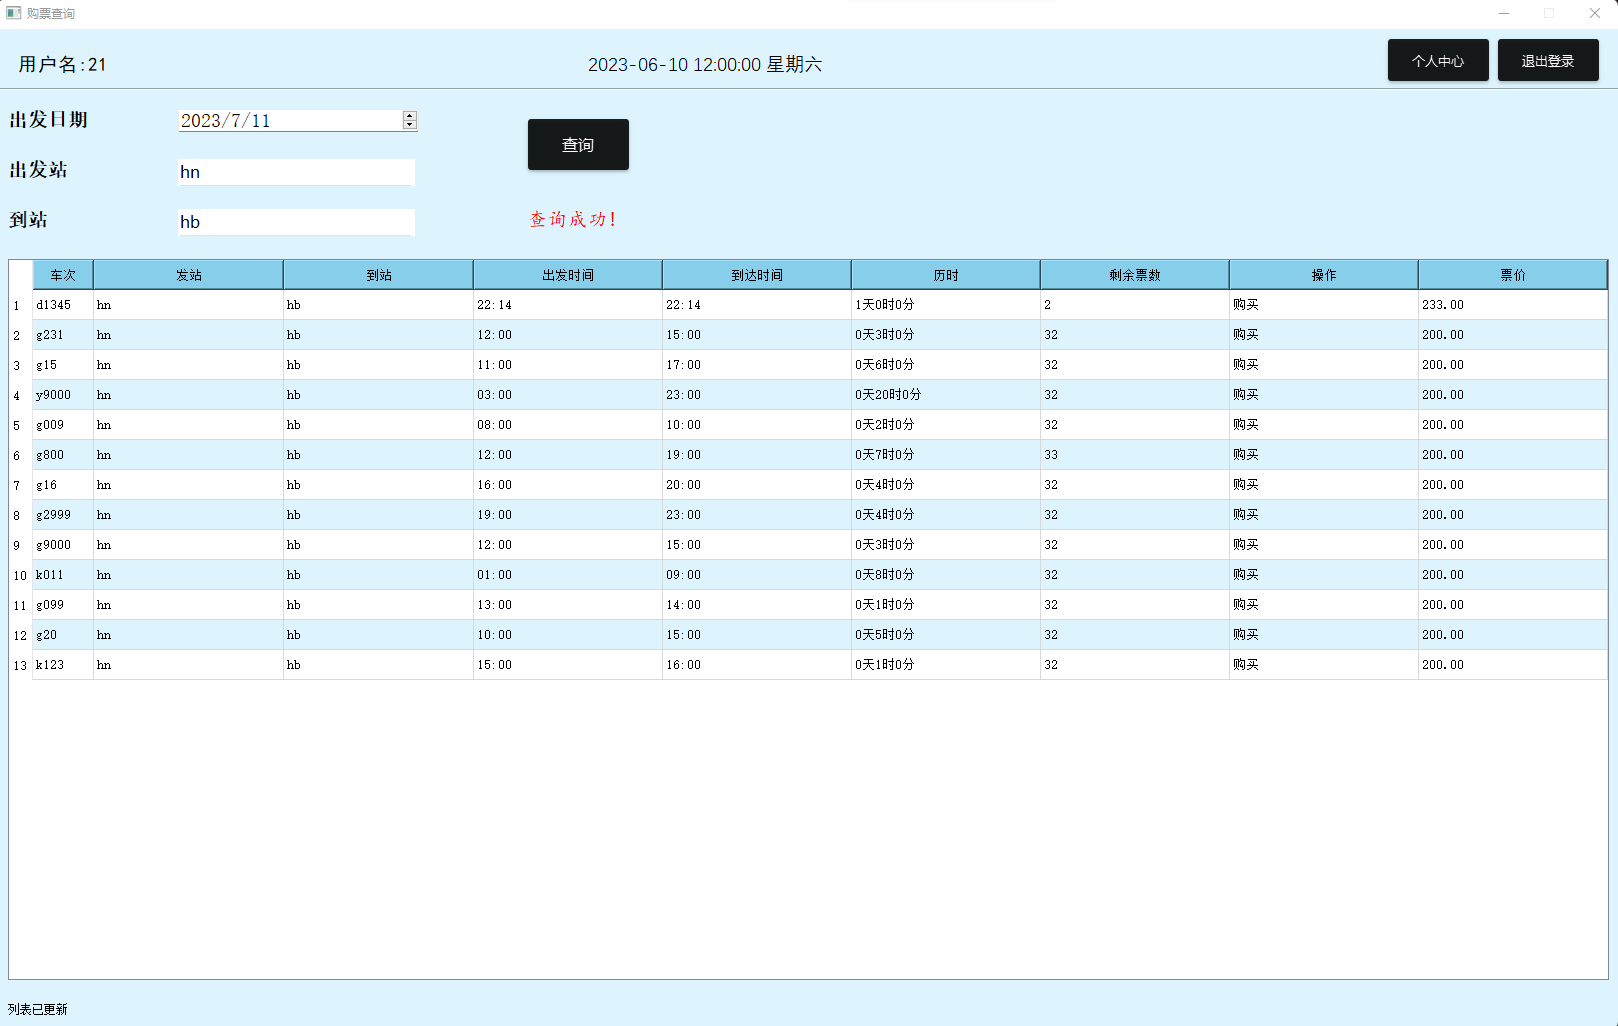 购票查询
用户名:21 2023-06-10 12:00:00 星期六 个人中心 退出登录
出发日期 2023/7/11
查询
出发站 hn
到站 hb 查询成功！
车次 发站 到站 出发时间 到达时间 历时 剩余票数 操作 票价
1 d1345 hn hb 22:14 22:14 1天0时0分 2 购买 233.00
2 g231 hn hb 12:00 15:00 0天3时0分 32 购买 200.00
3 g15 hn hb 11:00 17:00 0天6时0分 32 购买 200.00
4 y9000 hn hb 03:00 23:00 0天20时0分 32 购买 200.00
5 g009 hn hb 08:00 10:00 0天2时0分 32 购买 200.00
6 g800 hn hb 12:00 19:00 0天7时0分 33 购买 200.00
7 g16 hn hb 16:00 20:00 0天4时0分 32 购买 200.00
8 g2999 hn hb 19:00 23:00 0天4时0分 32 购买 200.00
9 g9000 hn hb 12:00 15:00 0天3时0分 32 购买 200.00
10 k011 hn hb 01:00 09:00 0天8时0分 32 购买 200.00
11 g099 hn hb 13:00 14:00 0天1时0分 32 购买 200.00
12 g20 hn hb 10:00 15:00 0天5时0分 32 购买 200.00
13 k123 hn hb 15:00 16:00 0天1时0分 32 购买 200.00
列表已更新